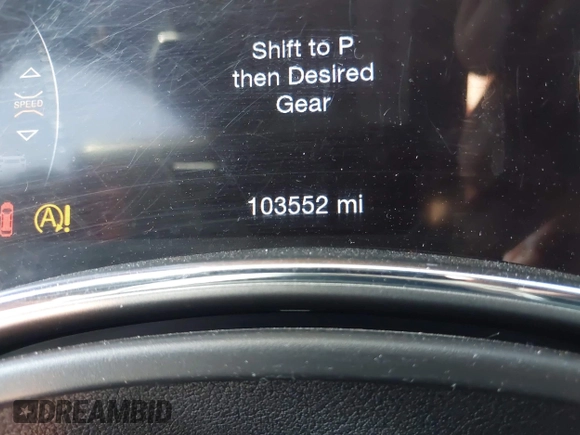 Shift to P
then Desired
Gear
SPEED
103552 mi
A!
DREAMBID